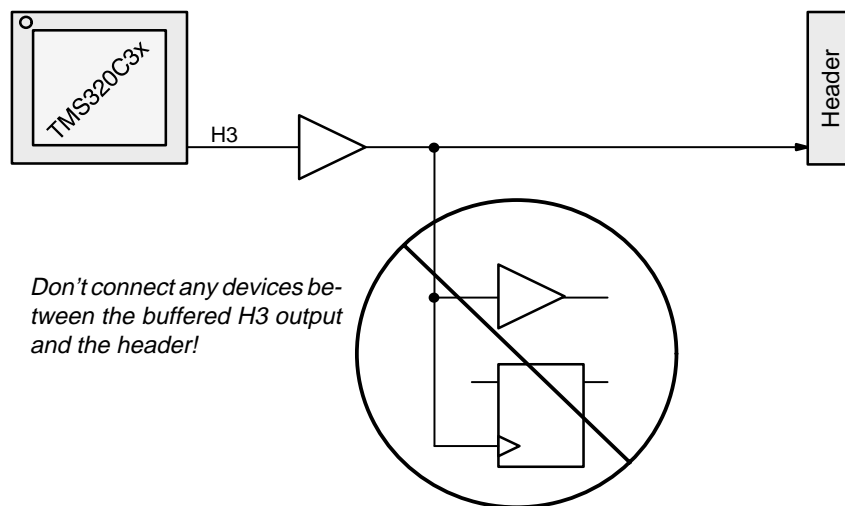 TMS320C3x
H3
Header
Don't connect any devices be-
tween the buffered H3 output
and the header!